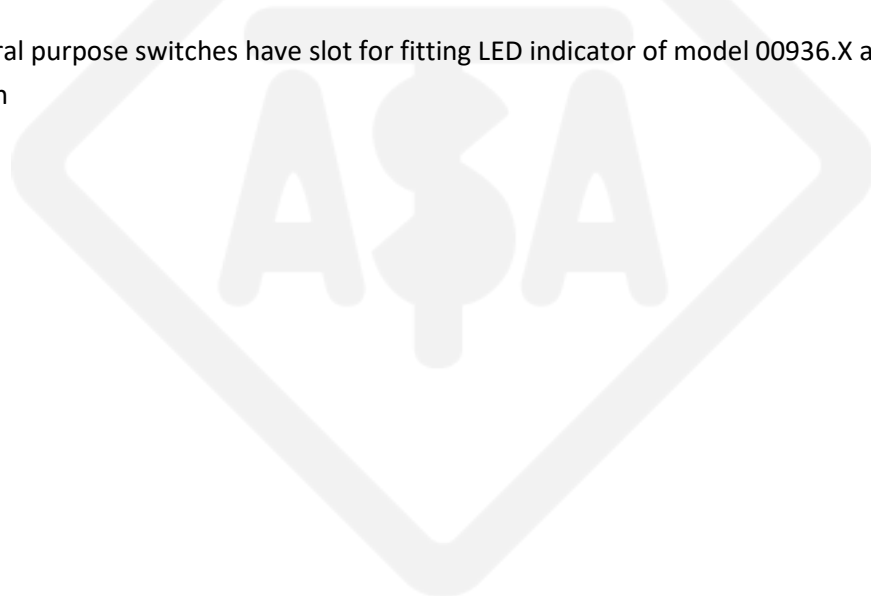 ral purpose switches have slot for fitting LED indicator of model 00936.X a
ASA